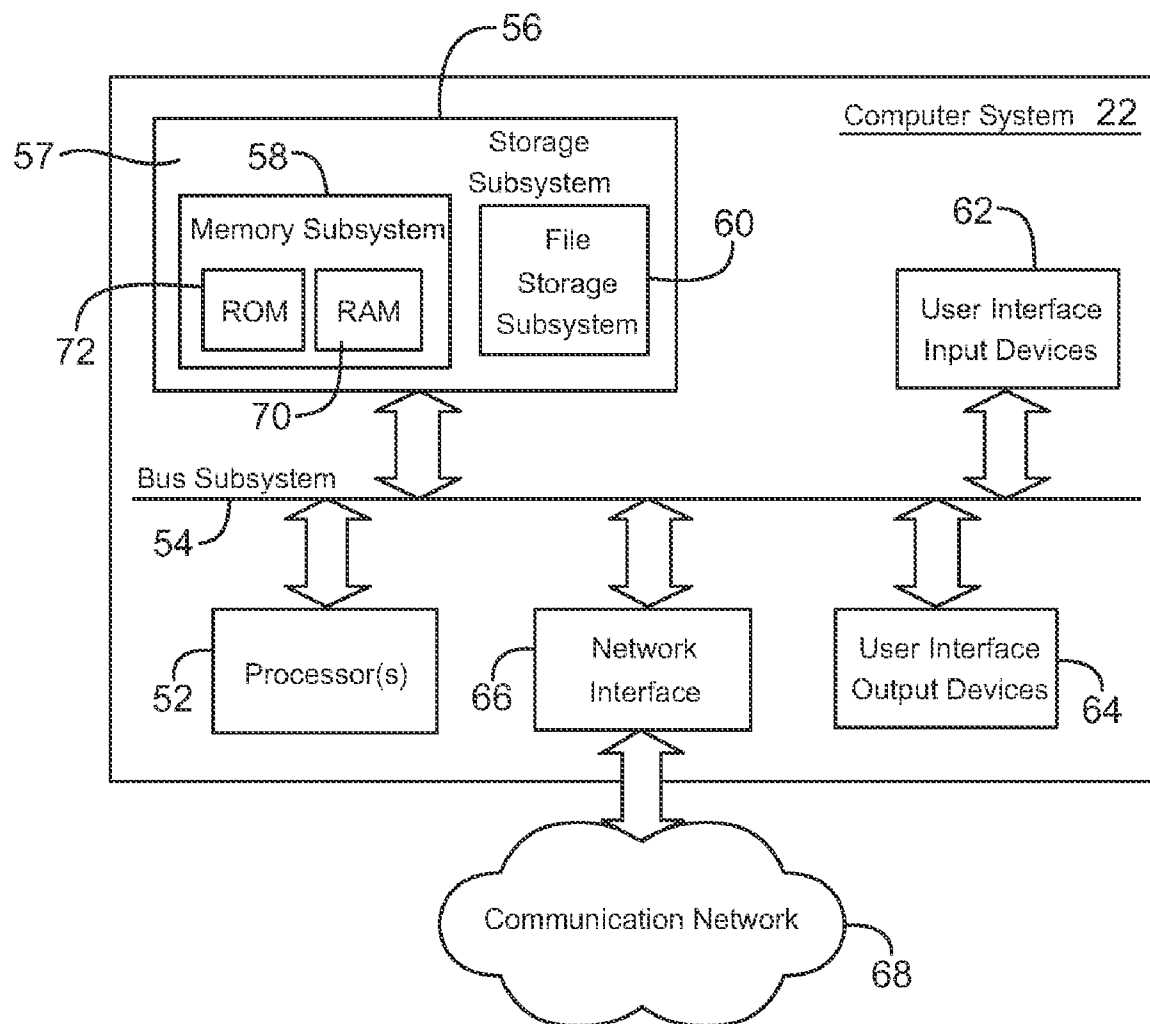 56
Computer System 22
57
Storage
Subsystem
58
Memory Subsystem
ROM
RAM
72
70
File
Storage
Subsystem
60
62
User Interface
Input Devices
Bus Subsystem
54
Processor(s)
52
Network
Interface
66
User Interface
Output Devices
64
Communication Network
68